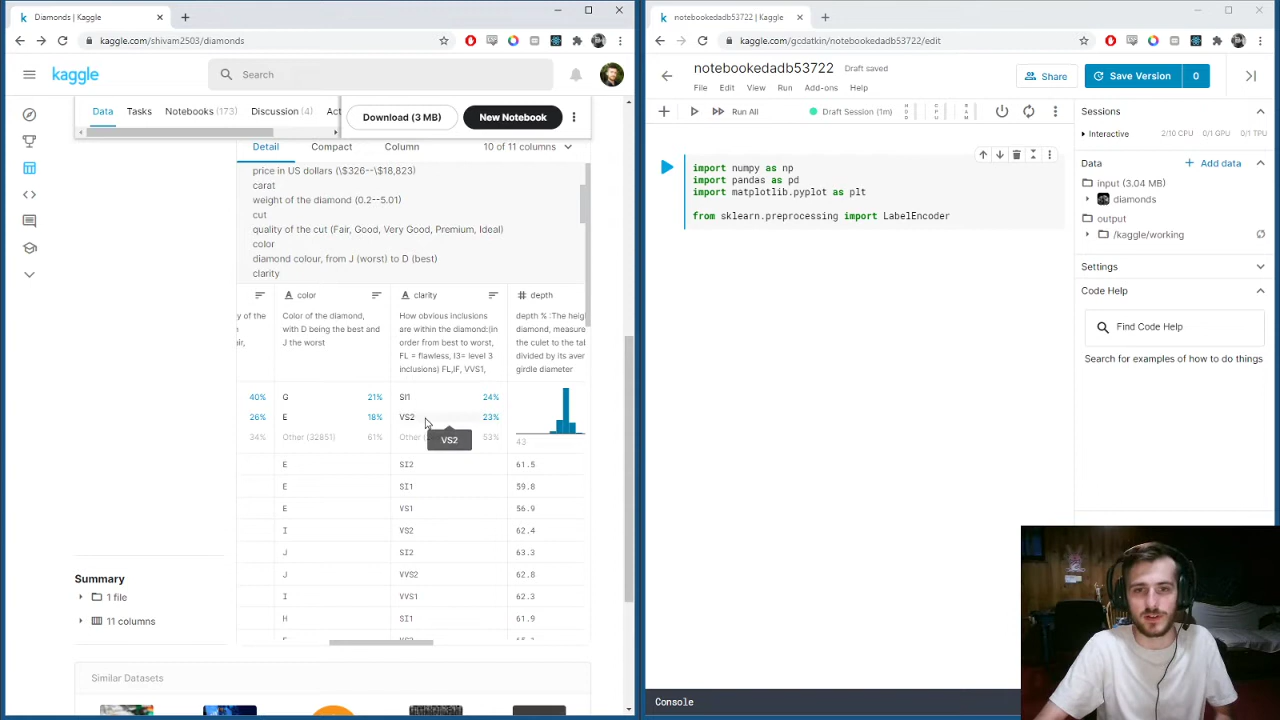 Diamonds | Kaggle
kaggle.com/shivam2503/diamonds
kaggle
Search
Data
Tasks
Notebooks (173)
Discussion (4)
Download (3 MB)
New Notebook
Detail
Compact
Column
10 of 11 columns
price in US dollars (\$326--\$18,823)
carat
weight of the diamond (0.2--5.01)
cut
quality of the cut (Fair, Good, Very Good, Premium, Ideal)
color
diamond colour, from J (worst) to D (best)
clarity
color
clarity
# depth
y of the
Color of the diamond,
with D being the best and
J the worst
How obvious inclusions
are within the diamond:(in
order from best to worst,
FL = flawless, I3= level 3
inclusions) FL,IF, VVS1,
depth % :The heig
diamond, measure
the culet to the ta
divided by its aver
girdle diameter
40% G 21% SI1 24%
26% E 18% VS2 23%
34% Other (32851) 61% 53%
43
VS2
E SI2 61.5
E SI1 59.8
E VS1 56.9
I VS2 62.4
J SI2 63.3
J VVS2 62.8
I VVS1 62.3
H SI1 61.9
Summary
1 file
11 columns
Similar Datasets
notebookedadb53722 | Kaggle
kaggle.com/gcdatkin/notebookedadb53722/edit
notebookedadb53722
Draft saved
File Edit View Run Add-ons Help
Share
Save Version
0
Run All
Draft Session (1m)
import numpy as np
import pandas as pd
import matplotlib.pyplot as plt
from sklearn.preprocessing import LabelEncoder
Console
Sessions
Interactive
2/10 CPU 0/1 GPU 0/1 TPU
Data
Add data
input (3.04 MB)
diamonds
output
/kaggle/working
Settings
Code Help
Find Code Help
Search for examples of how to do things